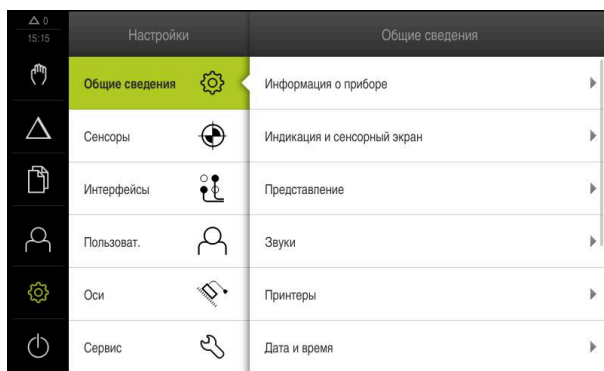 0
15:15
Настройки
Общие сведения
Общие сведения
Сенсоры
Интерфейсы
Пользоват.
Оси
Сервис
Информация о приборе
Индикация и сенсорный экран
Представление
Звуки
Принтеры
Дата и время